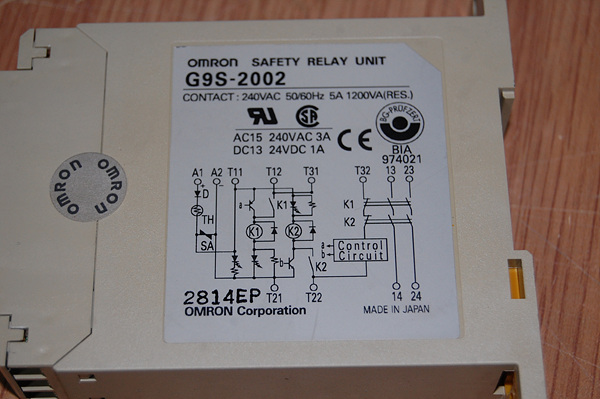 OMRON SAFETY RELAY UNIT
G9S-2002
CONTACT : 240VAC 50/60Hz 5A 1200VA(RES.)
AC15 240VAC 3A
DC13 24VDC 1A
CE
BG-PRÜFZERT
BIA
974021
A1 A2 T11 T12 T31 T32 13 23
+ −
D
TH
SA
a
K1
K1
K2
b
K2
K1
K2
a
b
Control
Circuit
T21 T22 14 24
2814EP
OMRON Corporation
MADE IN JAPAN
OMRON
OMRON